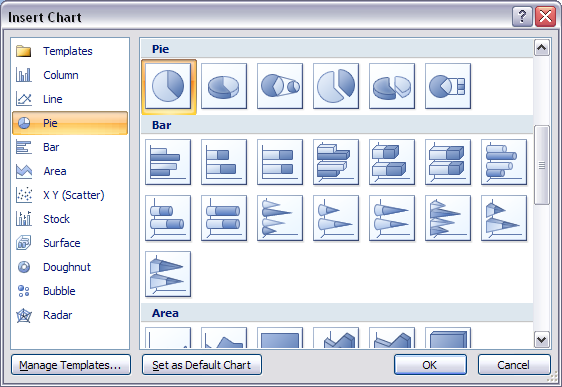 Insert Chart
Templates
Column
Line
Pie
Bar
Area
X Y (Scatter)
Stock
Surface
Doughnut
Bubble
Radar
Pie
Bar
Area
Manage Templates...
Set as Default Chart
OK
Cancel